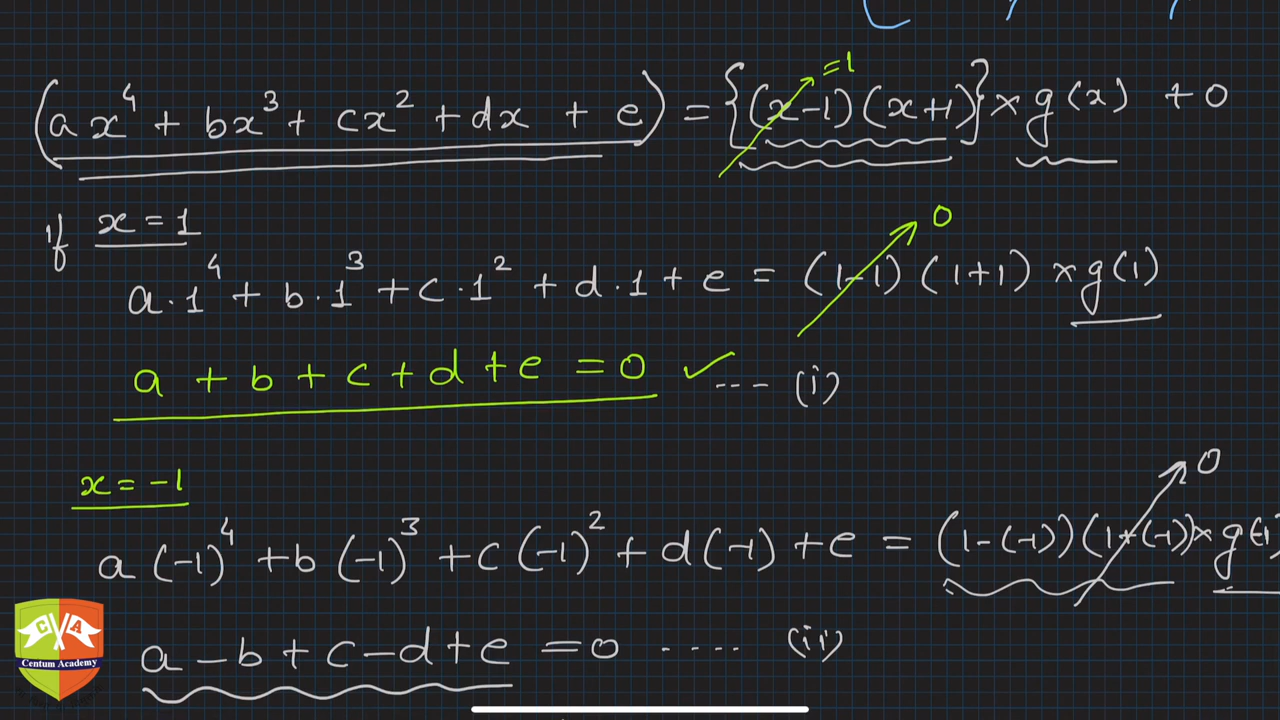 (ax⁴ + bx³ + cx² + dx + e) = {(x-1)(x+1)} × g(x) + 0
=1
if x = 1
a·1⁴ + b·1³ + c·1² + d·1 + e = (1-1)(1+1) × g(1)
0
a + b + c + d + e = 0 ✓ --- (i)
x = -1
a(-1)⁴ + b(-1)³ + c(-1)² + d(-1) + e = (1-(-1))(1+(-1)) × g(-1
0
a - b + c - d + e = 0 .... (ii)
C A
Centum Academy